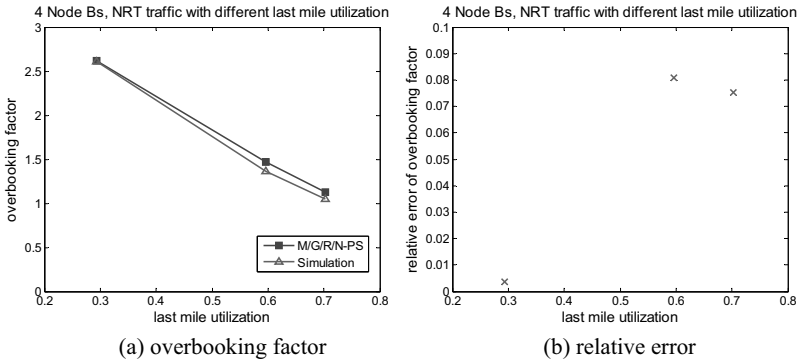 4 Node Bs, NRT traffic with different last mile utilization
3
2.5
2
1.5
1
0.5
0
overbooking factor
M/G/R/N-PS
Simulation
0.2 0.3 0.4 0.5 0.6 0.7 0.8
last mile utilization
(a) overbooking factor
4 Node Bs, NRT traffic with different last mile utilization
0.1
0.09
0.08
0.07
0.06
0.05
0.04
0.03
0.02
0.01
0
relative error of overbooking factor
0.2 0.3 0.4 0.5 0.6 0.7 0.8
last mile utilization
(b) relative error